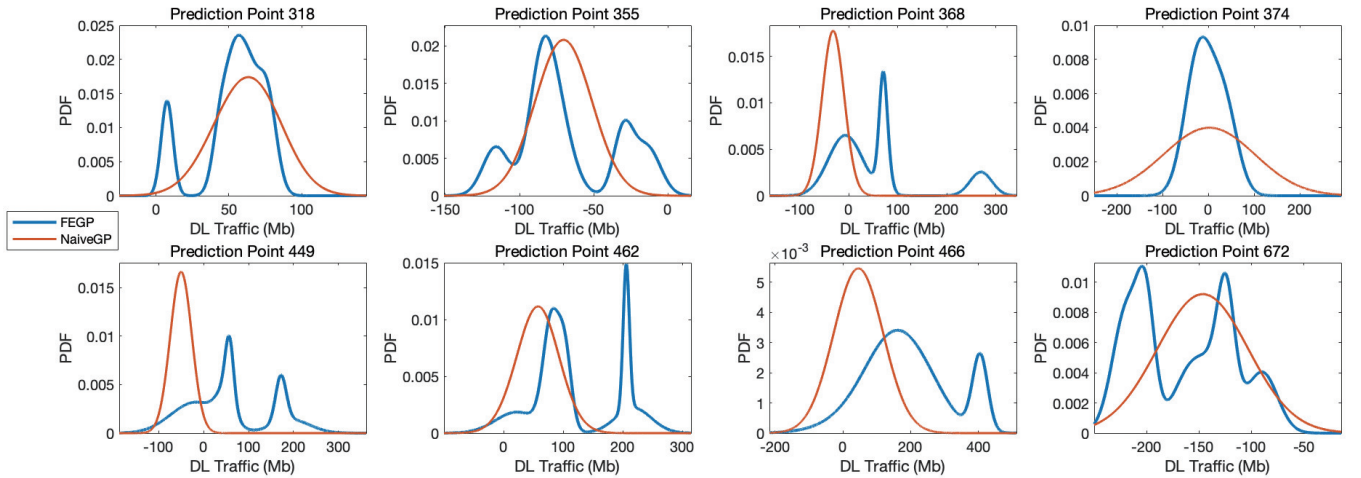 Prediction Point 318
0.025
0.02
0.015
0.01
0.005
0
PDF
0 50 100
DL Traffic (Mb)
Prediction Point 355
0.02
0.015
0.01
0.005
0
PDF
-150 -100 -50 0
DL Traffic (Mb)
Prediction Point 368
0.015
0.01
0.005
0
PDF
-100 0 100 200 300
DL Traffic (Mb)
Prediction Point 374
0.01
0.008
0.006
0.004
0.002
0
PDF
-200 -100 0 100 200
DL Traffic (Mb)
FEGP
NaiveGP
Prediction Point 449
0.015
0.01
0.005
0
PDF
-100 0 100 200 300
DL Traffic (Mb)
Prediction Point 462
0.015
0.01
0.005
0
PDF
0 100 200 300
DL Traffic (Mb)
Prediction Point 466
× 10⁻³
5
4
3
2
1
0
PDF
-200 0 200 400
DL Traffic (Mb)
Prediction Point 672
0.01
0.008
0.006
0.004
0.002
0
PDF
-200 -150 -100 -50
DL Traffic (Mb)